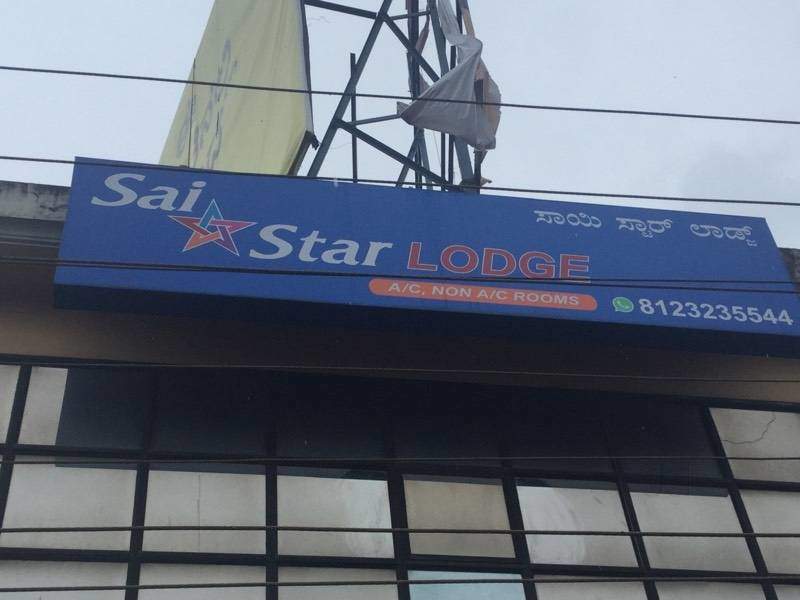 Sai
Star LODGE
ಸಾಯಿ ಸ್ಟಾರ್ ಲಾಡ್ಜ್
A/C, NON A/C ROOMS
8123235544